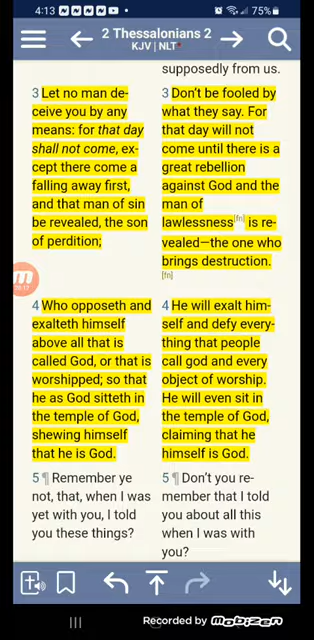 4:13 75%
2 Thessalonians 2
KJV | NLT
supposedly from us.
3 Let no man de-
ceive you by any
means: for that day
shall not come, ex-
cept there come a
falling away first,
and that man of sin
be revealed, the son
of perdition;
3 Don't be fooled by
what they say. For
that day will not
come until there is a
great rebellion
against God and the
man of
lawlessness[fn] is re-
vealed—the one who
brings destruction.
[fn]
4 Who opposeth and
exalteth himself
above all that is
called God, or that is
worshipped; so that
he as God sitteth in
the temple of God,
shewing himself
that he is God.
4 He will exalt him-
self and defy every-
thing that people
call god and every
object of worship.
He will even sit in
the temple of God,
claiming that he
himself is God.
5 ¶ Remember ye
not, that, when I was
yet with you, I told
you these things?
5 ¶ Don't you re-
member that I told
you about all this
when I was with
you?
Recorded by Mobizen